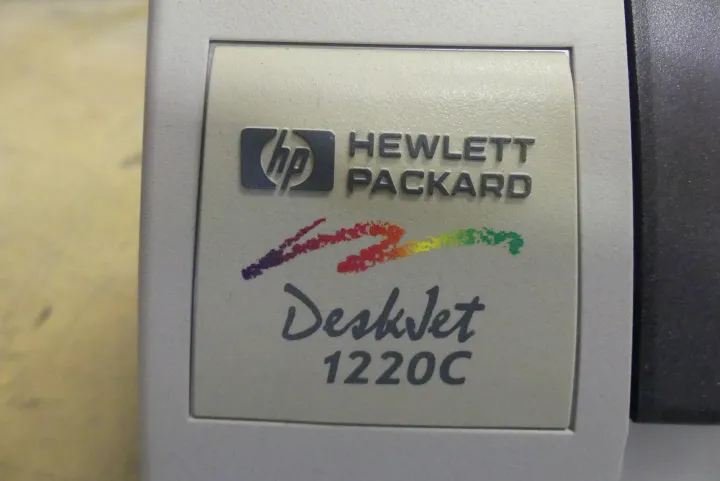 hp
HEWLETT
PACKARD
DeskJet
1220C